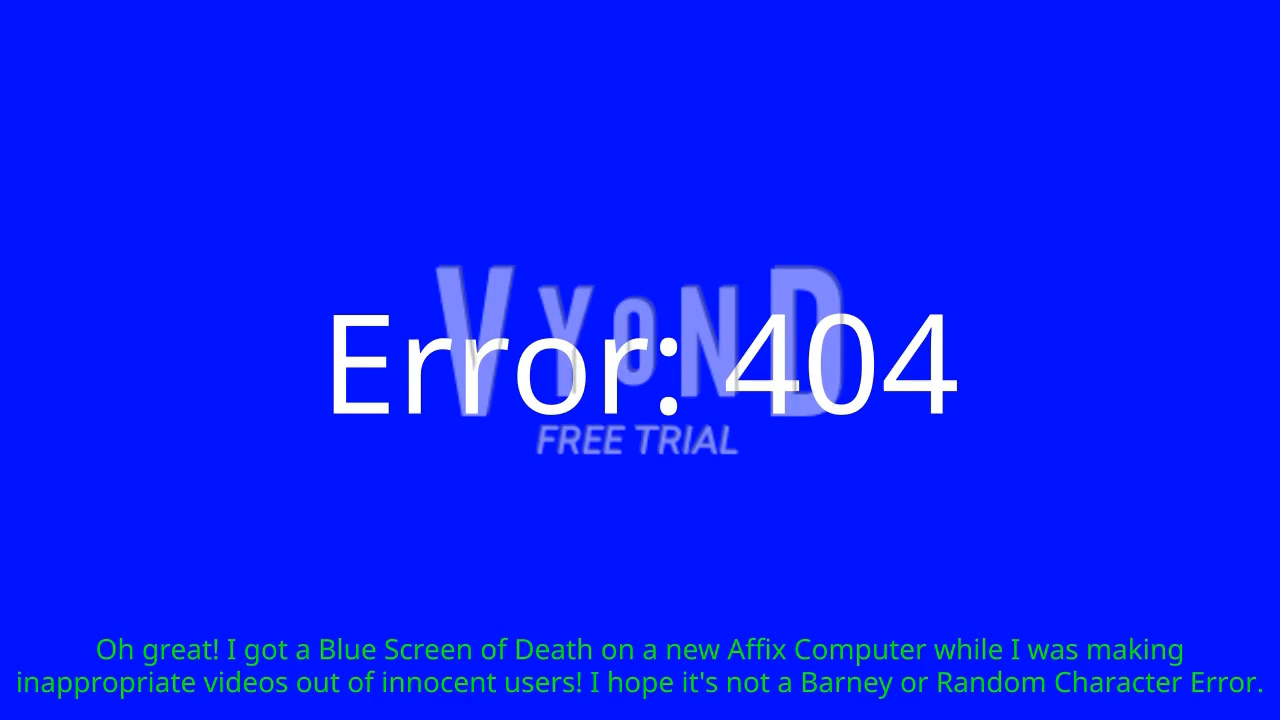 VYOND
Error: 404
FREE TRIAL
Oh great! I got a Blue Screen of Death on a new Affix Computer while I was making
inappropriate videos out of innocent users! I hope it's not a Barney or Random Character Error.